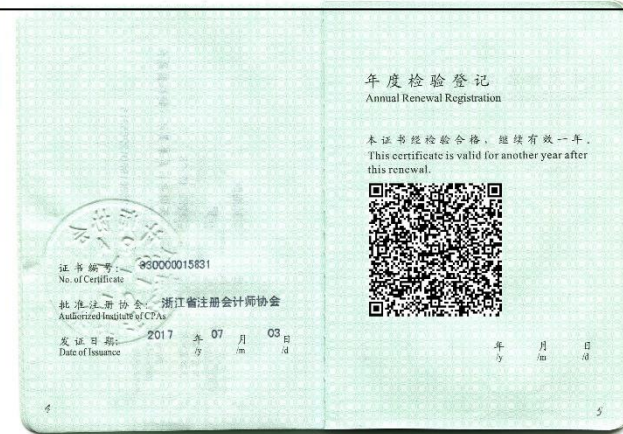 证书编号: 330000015831
No. of Certificate
批准注册协会: 浙江省注册会计师协会
Authorized Institute of CPAs
发证日期: 2017 年 07 月 03 日
Date of Issuance /y /m /d
4
年度检验登记
Annual Renewal Registration
本证书经检验合格，继续有效一年。
This certificate is valid for another year after
this renewal.
年 月 日
/y /m /d
5